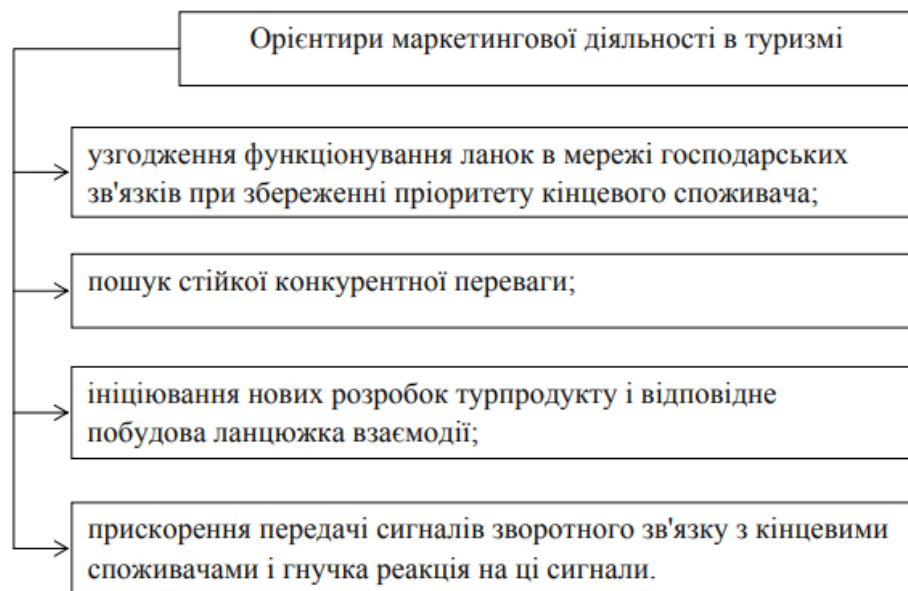 Орієнтири маркетингової діяльності в туризмі
узгодження функціонування ланок в мережі господарських
зв'язків при збереженні пріоритету кінцевого споживача;
пошук стійкої конкурентної переваги;
ініціювання нових розробок турпродукту і відповідне
побудова ланцюжка взаємодії;
прискорення передачі сигналів зворотного зв'язку з кінцевими
споживачами і гнучка реакція на ці сигнали.